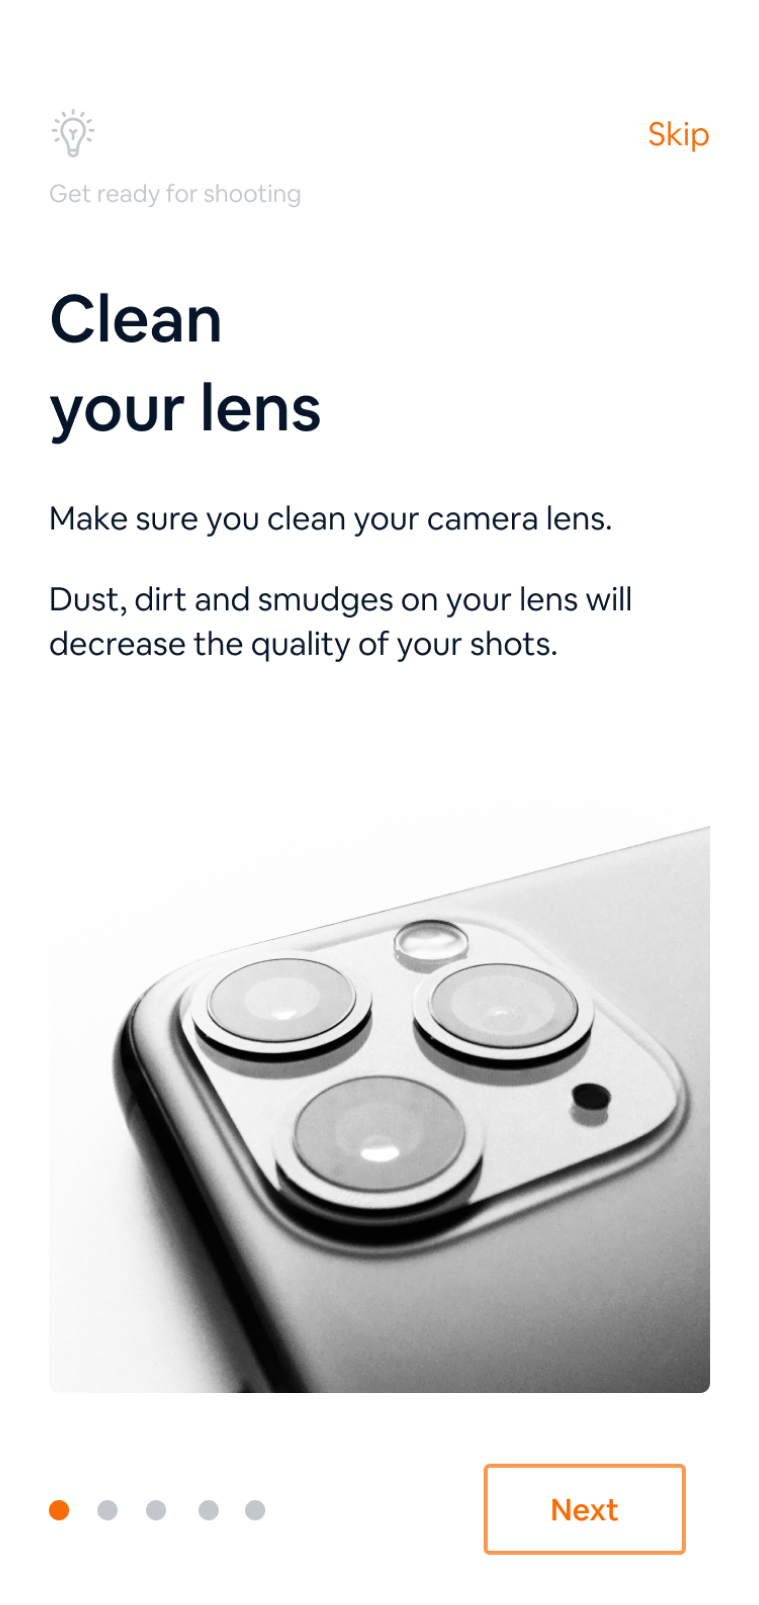 Skip
Get ready for shooting
Clean
your lens
Make sure you clean your camera lens.
Dust, dirt and smudges on your lens will
decrease the quality of your shots.
Next